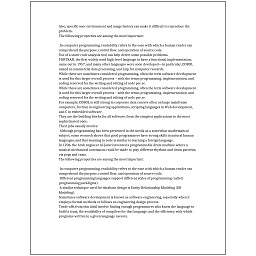 Also, specific user environment and usage history can make it difficult to reproduce the
problem.
The following properties are among the most important:

In computer programming, readability refers to the ease with which a human reader can
comprehend the purpose, control flow, and operation of source code.
Use of a static code analysis tool can help detect some possible problems.
FORTRAN, the first widely used high-level language to have a functional implementation,
came out in 1957, and many other languages were soon developed—in particular, COBOL
aimed at commercial data processing, and Lisp for computer research.
While these are sometimes considered programming, often the term software development
is used for this larger overall process – with the terms programming, implementation, and
coding reserved for the writing and editing of code per se.
While these are sometimes considered programming, often the term software development
is used for this larger overall process – with the terms programming, implementation, and
coding reserved for the writing and editing of code per se.
For example, COBOL is still strong in corporate data centers often on large mainframe
computers, Fortran in engineering applications, scripting languages in Web development,
and C in embedded software.
They are the building blocks for all software, from the simplest applications to the most
sophisticated ones.
Their jobs usually involve:
Although programming has been presented in the media as a somewhat mathematical
subject, some research shows that good programmers have strong skills in natural human
languages, and that learning to code is similar to learning a foreign language.
In 1206, the Arab engineer Al-Jazari invented a programmable drum machine where a
musical mechanical automaton could be made to play different rhythms and drum patterns,
via pegs and cams.
The following properties are among the most important:

In computer programming, readability refers to the ease with which a human reader can
comprehend the purpose, control flow, and operation of source code.
Different programming languages support different styles of programming (called
programming paradigms).
A similar technique used for database design is Entity-Relationship Modeling (ER
Modeling).
Sometimes software development is known as software engineering, especially when it
employs formal methods or follows an engineering design process.
Trade-offs from this ideal involve finding enough programmers who know the language to
build a team, the availability of compilers for that language, and the efficiency with which
programs written in a given language execute.